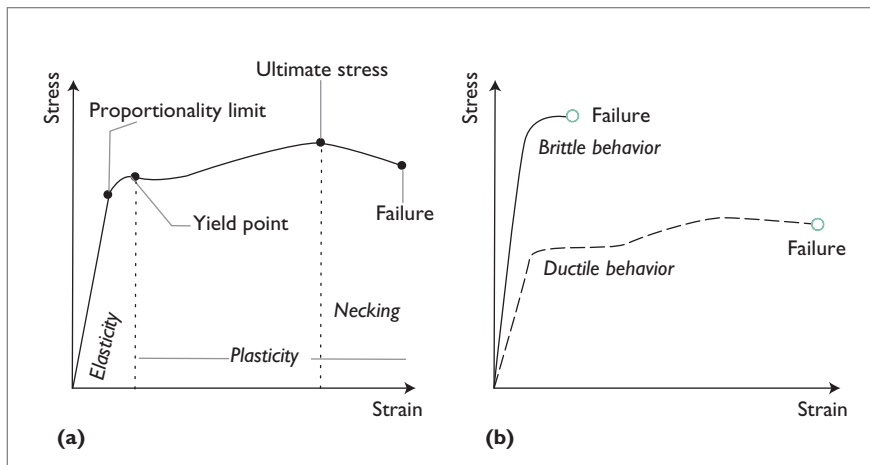 Stress
Ultimate stress
Proportionality limit
Yield point
Failure
Necking
Elasticity
Plasticity
Strain
(a)
Stress
Failure
Brittle behavior
Failure
Ductile behavior
Strain
(b)